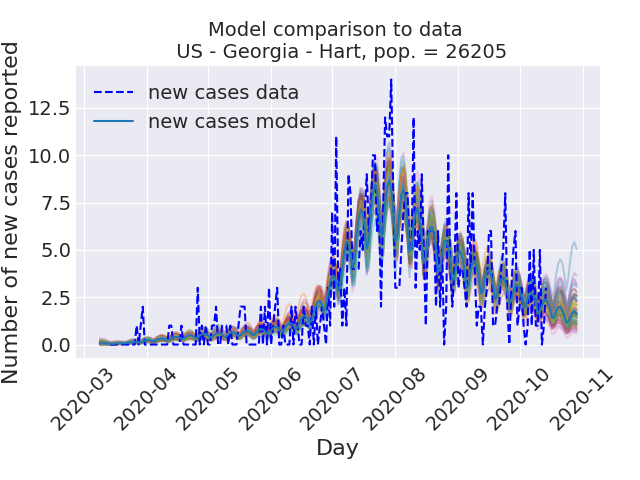 Model comparison to data
US - Georgia - Hart, pop. = 26205
new cases data
new cases model
Number of new cases reported
12.5
10.0
7.5
5.0
2.5
0.0
2020-03
2020-04
2020-05
2020-06
2020-07
2020-08
2020-09
2020-10
2020-11
Day